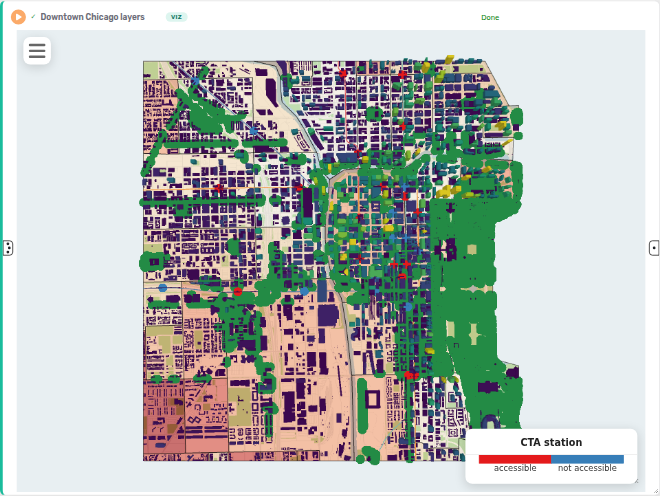 ✓ Downtown Chicago layers VIZ Done
CTA station
accessible not accessible